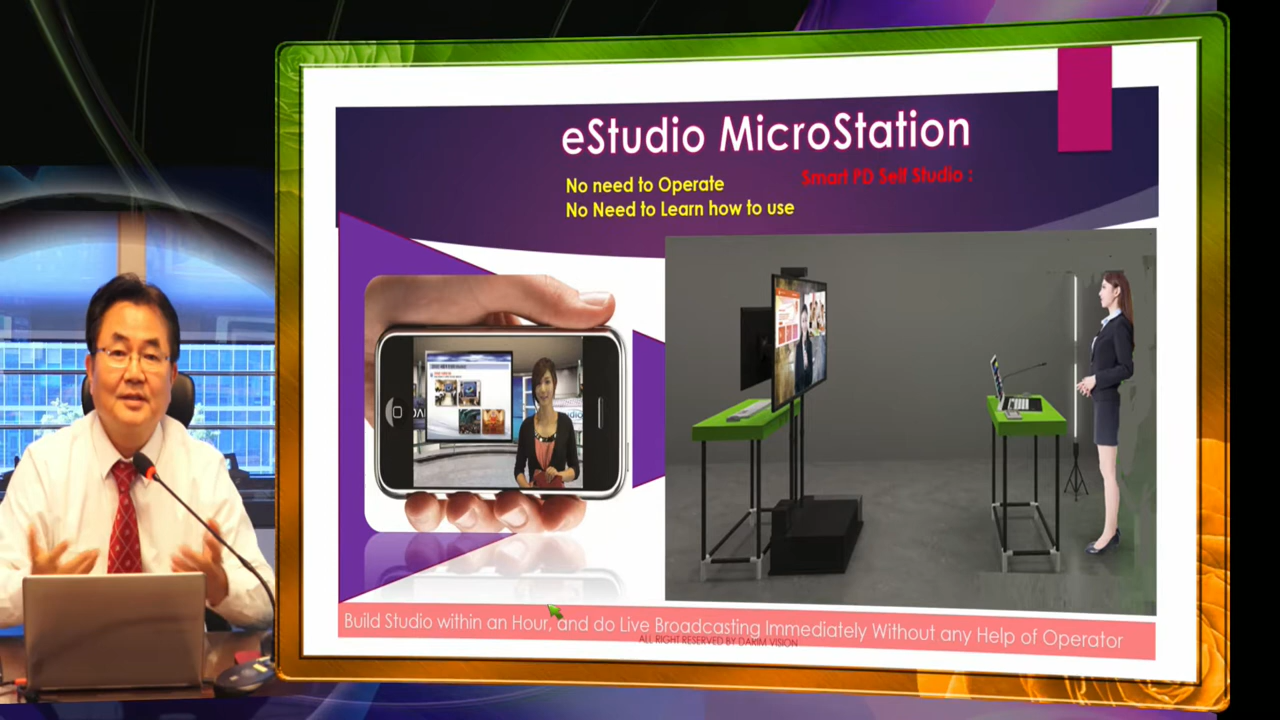 eStudio MicroStation
No need to Operate
Smart PD Self Studio :
No Need to Learn how to use
Build Studio within an Hour, and do Live Broadcasting Immediately Without any Help of Operator
ALL RIGHT RESERVED BY DARIM VISION